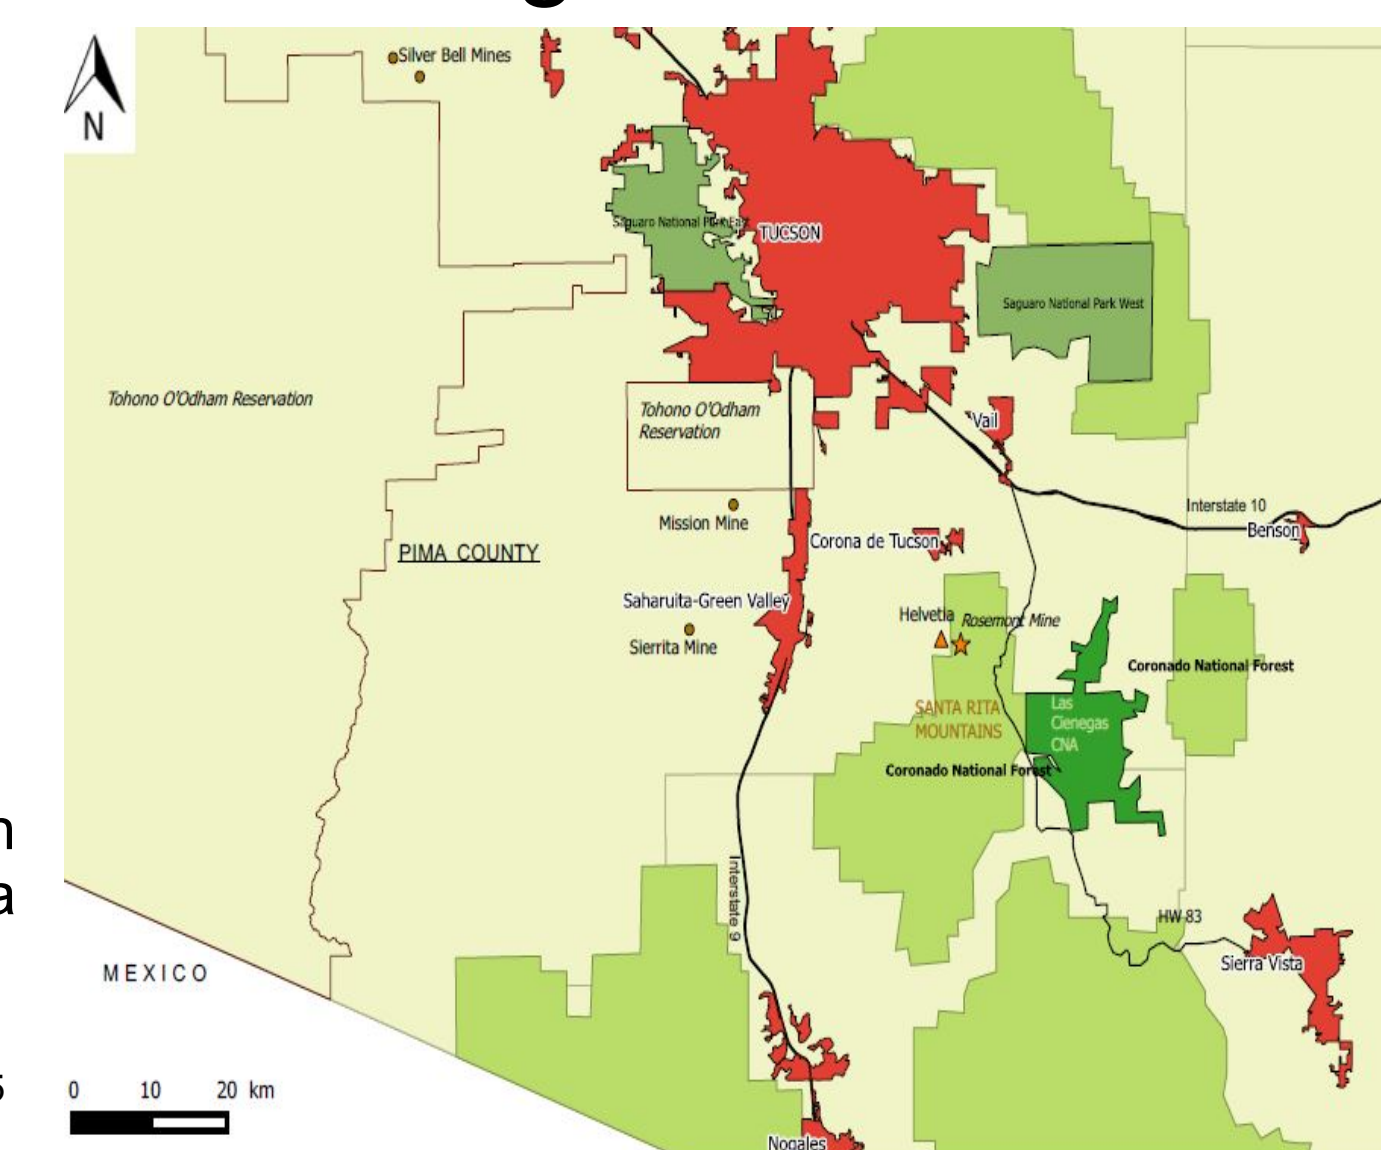 Silver Bell Mines
N
Saguaro National Park East
TUCSON
Saguaro National Park West
Tohono O'Odham Reservation
Tohono O'Odham
Reservation
Vail
Interstate 10
Benson
Mission Mine
Corona de Tucson
PIMA COUNTY
Saharuita-Green Valley
Helvetia
Rosemont Mine
Sierrita Mine
Coronado National Forest
SANTA RITA
MOUNTAINS
Las
Cienegas
CNA
Coronado National Forest
n
a
Interstate 9
HW 83
Sierra Vista
MEXICO
0 10 20 km
Nogales